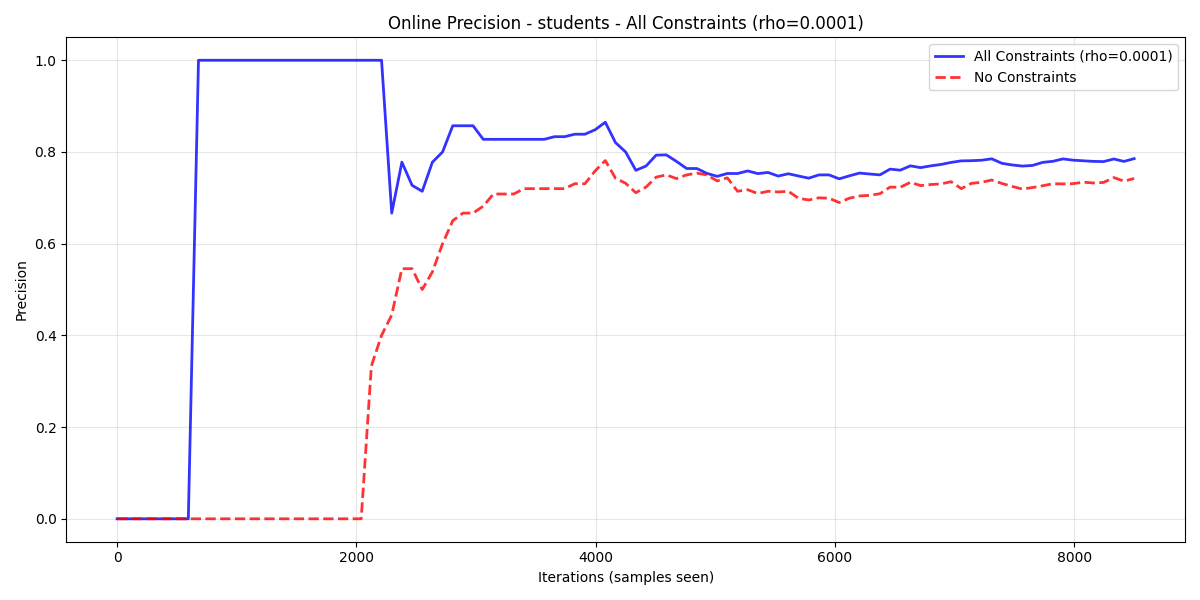 Online Precision - students - All Constraints (rho=0.0001)
All Constraints (rho=0.0001)
No Constraints
Precision
1.0
0.8
0.6
0.4
0.2
0.0
0 2000 4000 6000 8000
Iterations (samples seen)